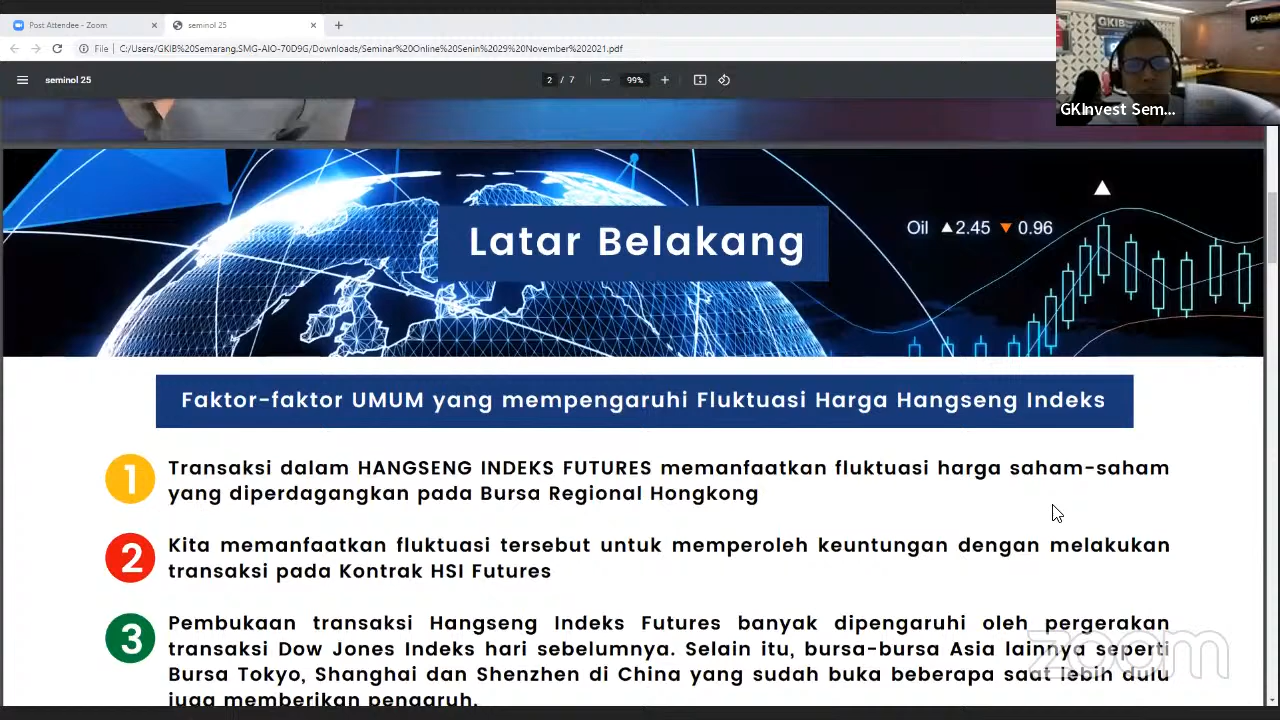 Post Attendee - Zoom
seminol 25
File
C:/Users/GKIB%20Semarang.SMG-AIO-70D9G/Downloads/Seminar%20Online%20Senin%2029%20November%202021.pdf
seminol 25
2 / 7
99%
GKInvest Sem...
Latar Belakang
Oil ▲2.45 ▼ 0.96
Faktor-faktor UMUM yang mempengaruhi Fluktuasi Harga Hangseng Indeks
1
Transaksi dalam HANGSENG INDEKS FUTURES memanfaatkan fluktuasi harga saham-saham
yang diperdagangkan pada Bursa Regional Hongkong
2
Kita memanfaatkan fluktuasi tersebut untuk memperoleh keuntungan dengan melakukan
transaksi pada Kontrak HSI Futures
3
Pembukaan transaksi Hangseng Indeks Futures banyak dipengaruhi oleh pergerakan
transaksi Dow Jones Indeks hari sebelumnya. Selain itu, bursa-bursa Asia lainnya seperti
Bursa Tokyo, Shanghai dan Shenzhen di China yang sudah buka beberapa saat lebih dulu
juga memberikan pengaruh.
zoom